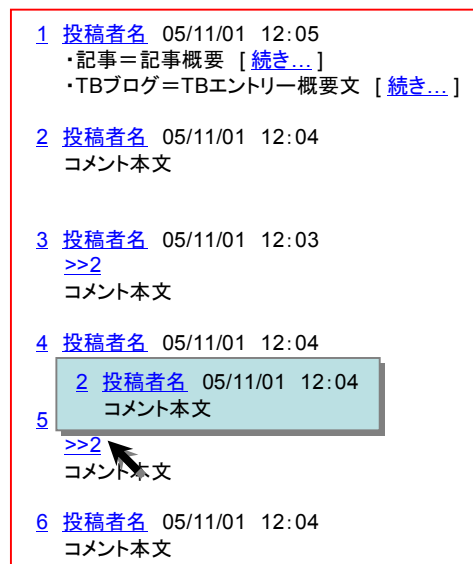 1 投稿者名 05/11/01 12:05
・記事＝記事概要 [ 続き… ]
・TBブログ＝TBエントリー概要文 [ 続き… ]
2 投稿者名 05/11/01 12:04
コメント本文
3 投稿者名 05/11/01 12:03
>>2
コメント本文
4 投稿者名 05/11/01 12:04
2 投稿者名 05/11/01 12:04
コメント本文
5
>>2
コメント本文
6 投稿者名 05/11/01 12:04
コメント本文